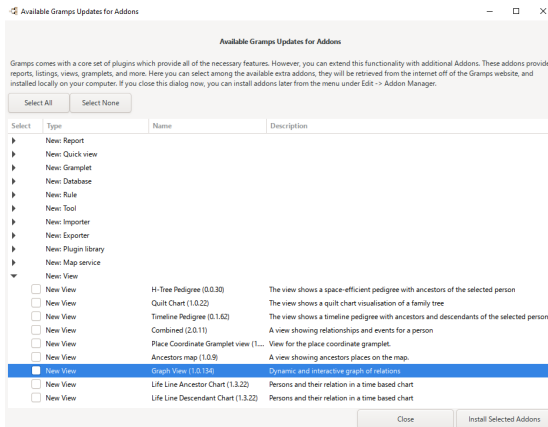 Available Gramps Updates for Addons
Available Gramps Updates for Addons
Gramps comes with a core set of plugins which provide all of the necessary features. However, you can extend this functionality with additional Addons. These addons provide
reports, listings, views, gramplets, and more. Here you can select among the available extra addons, they will be retrieved from the internet off of the Gramps website, and
installed locally on your computer. If you close this dialog now, you can install addons later from the menu under Edit -> Addon Manager.
Select All Select None
Select Type Name Description
New: Report
New: Quick view
New: Gramplet
New: Database
New: Rule
New: Tool
New: Importer
New: Exporter
New: Plugin library
New: Map service
New: View
New View H-Tree Pedigree (0.0.30) The view shows a space-efficient pedigree with ancestors of the selected person
New View Quilt Chart (1.0.22) The view shows a quilt chart visualisation of a family tree
New View Timeline Pedigree (0.1.62) The view shows a timeline pedigree with ancestors and descendants of the selected person
New View Combined (2.0.11) A view showing relationships and events for a person
New View Place Coordinate Gramplet view (1.... View for the place coordinate gramplet.
New View Ancestors map (1.0.9) A view showing ancestors places on the map.
New View Graph View (1.0.134) Dynamic and interactive graph of relations
New View Life Line Ancestor Chart (1.3.22) Persons and their relation in a time based chart
New View Life Line Descendant Chart (1.3.22) Persons and their relation in a time based chart
Close Install Selected Addons